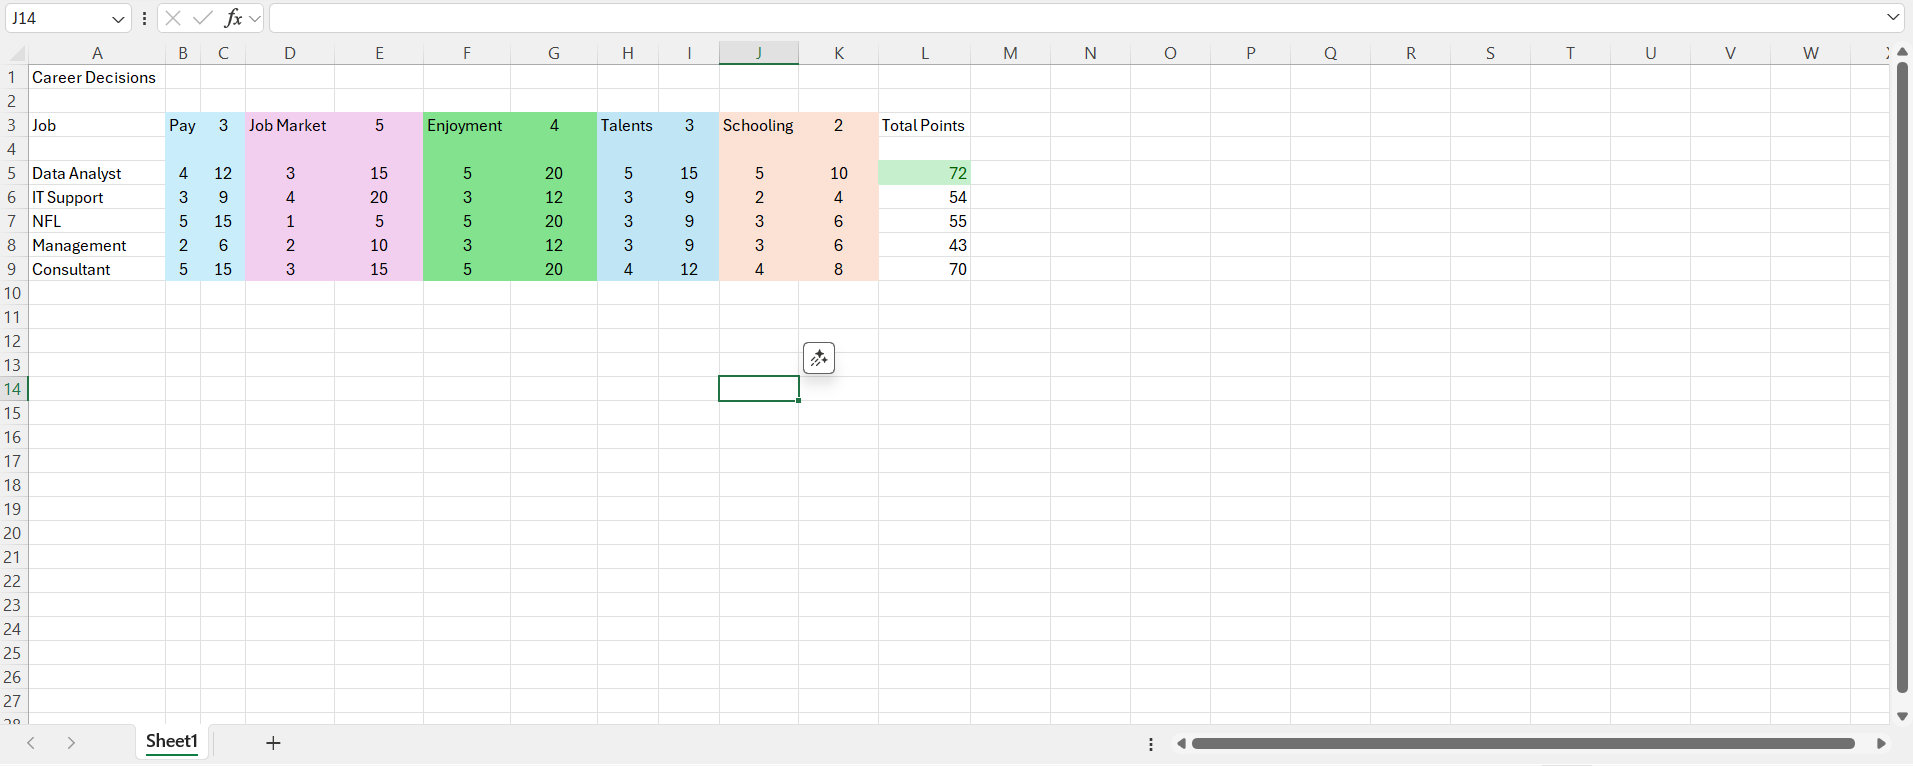 J14 fx
A B C D E F G H I J K L M N O P Q R S T U V W
1 Career Decisions
2
3 Job Pay 3 Job Market 5 Enjoyment 4 Talents 3 Schooling 2 Total Points
4
5 Data Analyst 4 12 3 15 5 20 5 15 5 10 72
6 IT Support 3 9 4 20 3 12 3 9 2 4 54
7 NFL 5 15 1 5 5 20 3 9 3 6 55
8 Management 2 6 2 10 3 12 3 9 3 6 43
9 Consultant 5 15 3 15 5 20 4 12 4 8 70
10
11
12
13
14
15
16
17
18
19
20
21
22
23
24
25
26
27
Sheet1